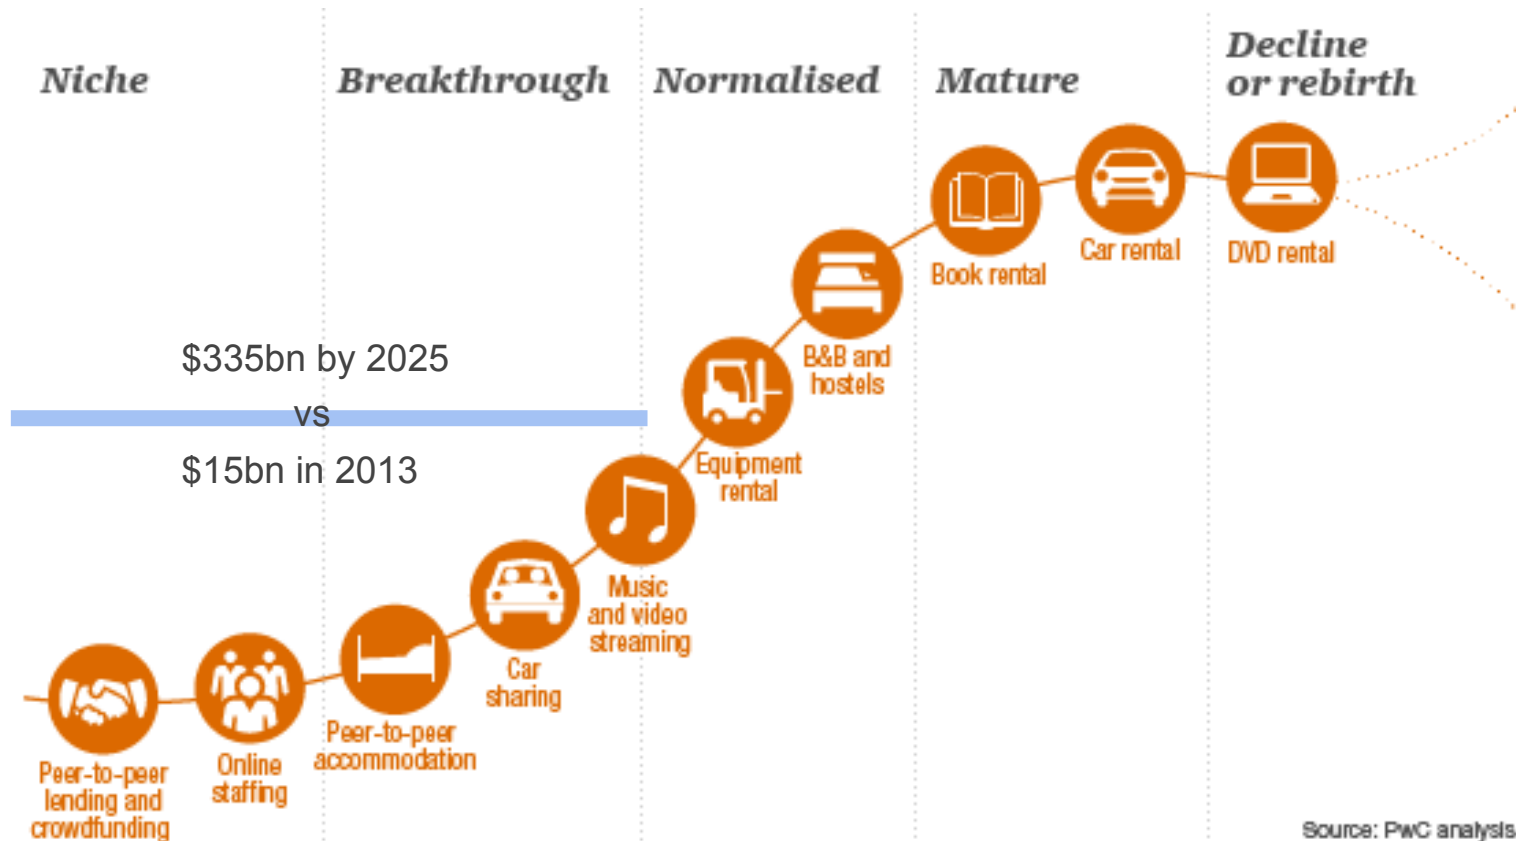 Niche
Breakthrough
Normalised
Mature
Decline
or rebirth
$335bn by 2025
vs
$15bn in 2013
Peer-to-peer
lending and
crowdfunding
Online
staffing
Peer-to-peer
accommodation
Car
sharing
Music
and video
streaming
Equipment
rental
B&B and
hostels
Book rental
Car rental
DVD rental
Source: PwC analysis